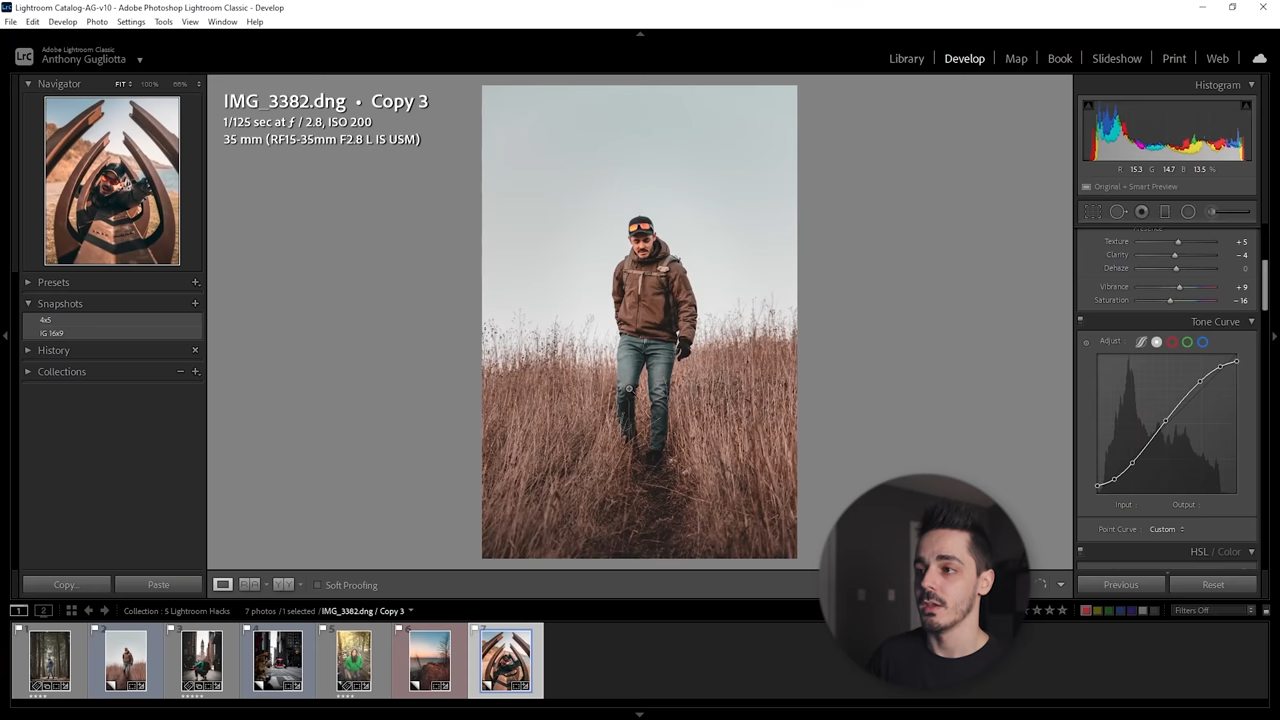 Lightroom Catalog-AG-v10 - Adobe Photoshop Lightroom Classic - Develop
File Edit Develop Photo Settings Tools View Window Help
Lrc
Adobe Lightroom Classic
Anthony Gugliotta
Library Develop Map Book Slideshow Print Web
Navigator FIT 100% 66%
Presets
Snapshots
4x5
IG 16x9
History
Collections
Copy... Paste
IMG_3382.dng • Copy 3
1/125 sec at ƒ / 2.8, ISO 200
35 mm (RF15-35mm F2.8 L IS USM)
Soft Proofing
Histogram
R 15.3 G 14.7 B 13.5 %
Original + Smart Preview
Presence
Texture +5
Clarity -4
Dehaze 0
Vibrance +9
Saturation -16
Tone Curve
Adjust :
Input : Output :
Point Curve : Custom
HSL / Color
Previous Reset
1 2 Collection : 5 Lightroom Hacks 7 photos / 1 selected / IMG_3382.dng / Copy 3 Filters Off